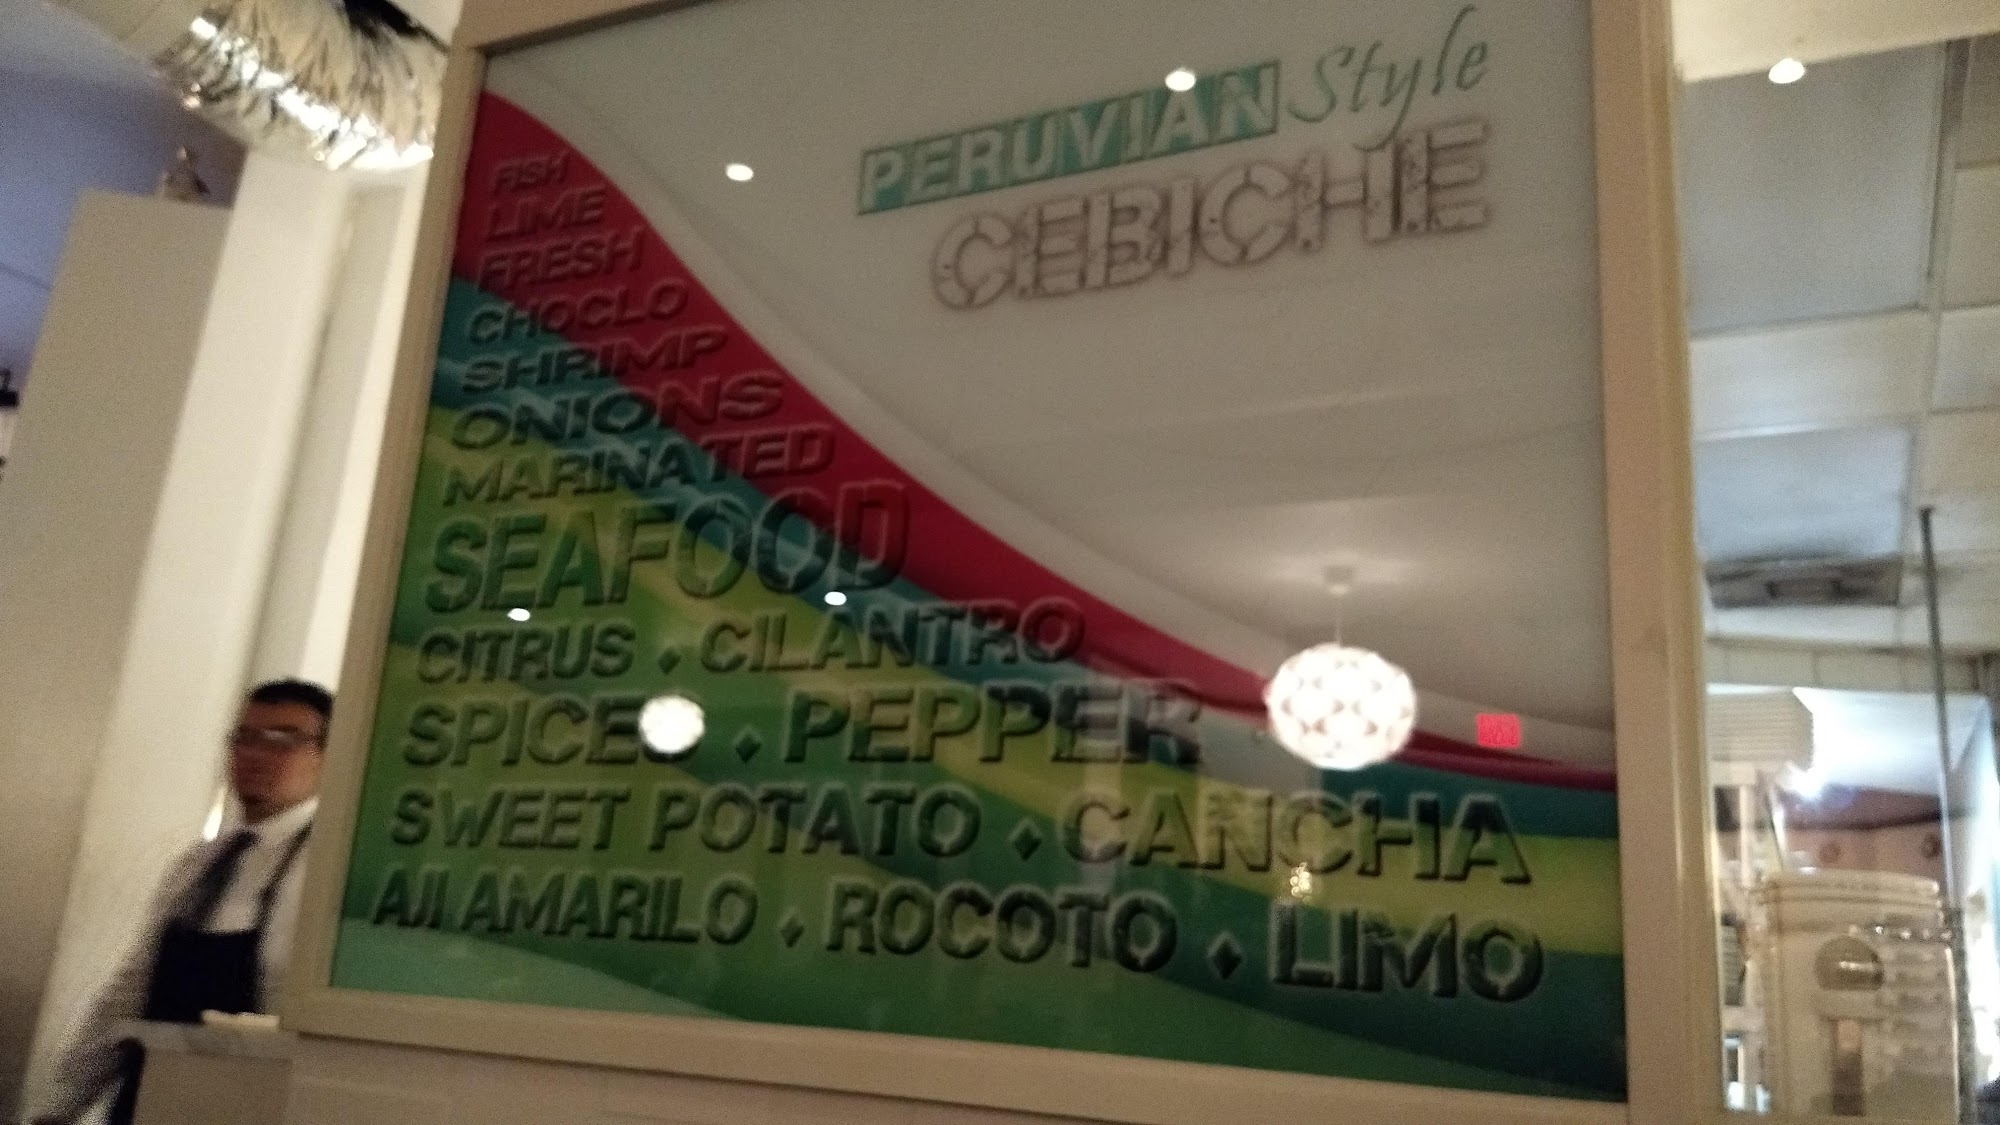 PERUVIAN Style
CEBICHE
FISH
LIME
FRESH
CHOCLO
SHRIMP
ONIONS
MARINATED
SEAFOOD
CITRUS • CILANTRO
SPICES • PEPPER
SWEET POTATO • CANCHA
AJI AMARILO • ROCOTO • LIMO